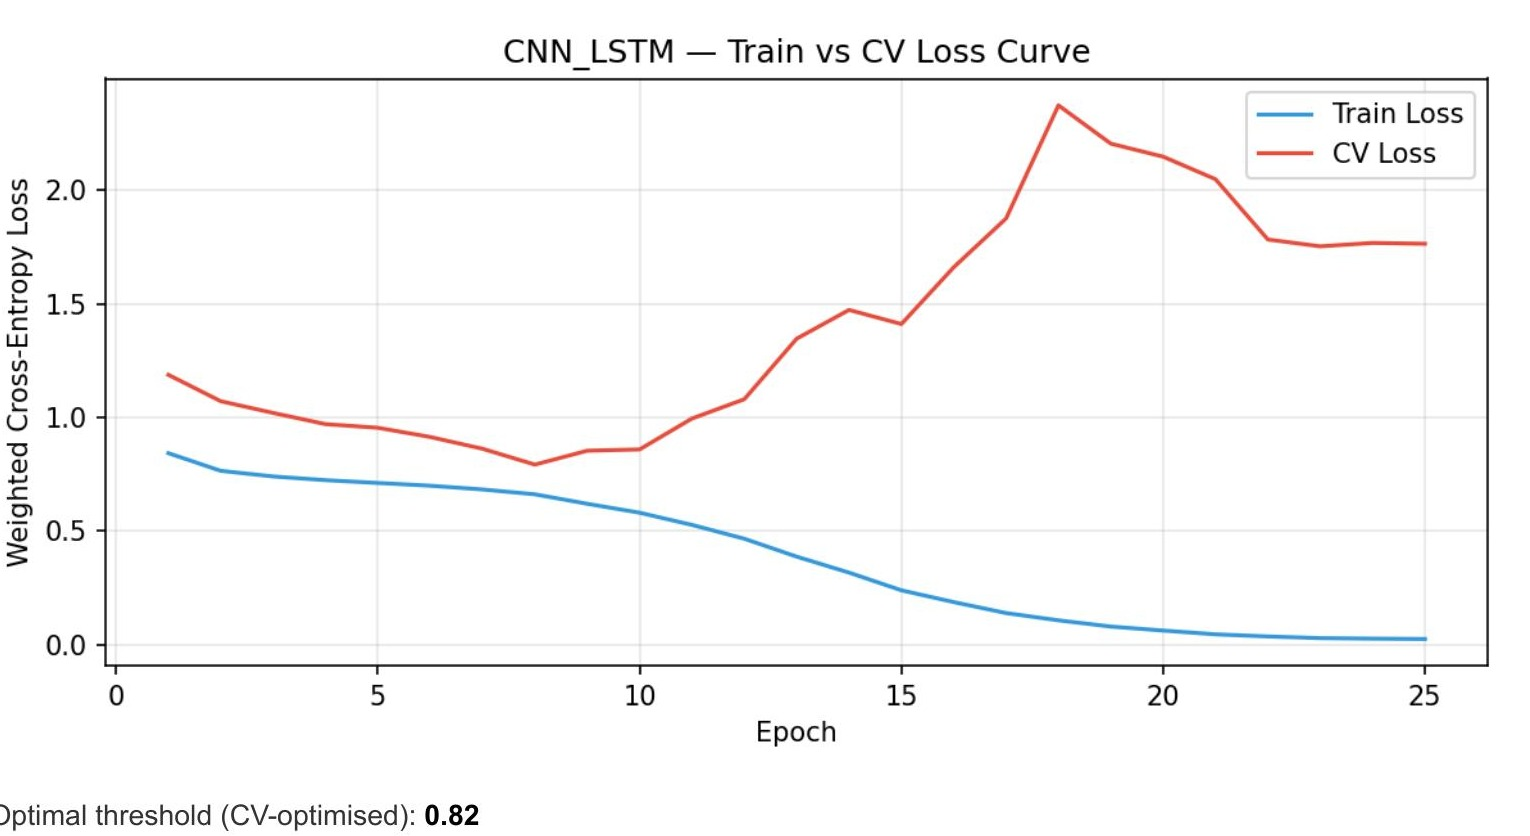 CNN_LSTM — Train vs CV Loss Curve
Train Loss
CV Loss
Weighted Cross-Entropy Loss
2.0
1.5
1.0
0.5
0.0
0 5 10 15 20 25
Epoch
Optimal threshold (CV-optimised): 0.82